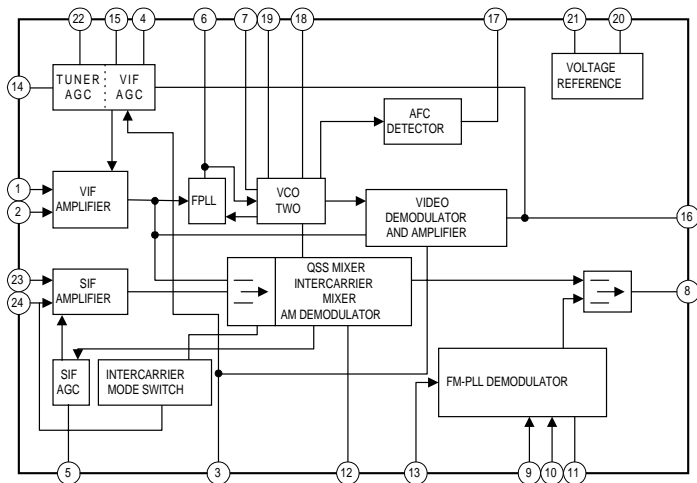 22 15 4 6 7 19 18 17 21 20
TUNER VIF
AGC AGC
VOLTAGE
REFERENCE
14
AFC
DETECTOR
1
2
VIF
AMPLIFIER
FPLL
VCO
TWO
VIDEO
DEMODULATOR
AND AMPLIFIER
16
23
24
SIF
AMPLIFIER
QSS MIXER
INTERCARRIER
MIXER
AM DEMODULATOR
8
SIF
AGC
INTERCARRIER
MODE SWITCH
FM-PLL DEMODULATOR
5 3 12 13 9 10 11